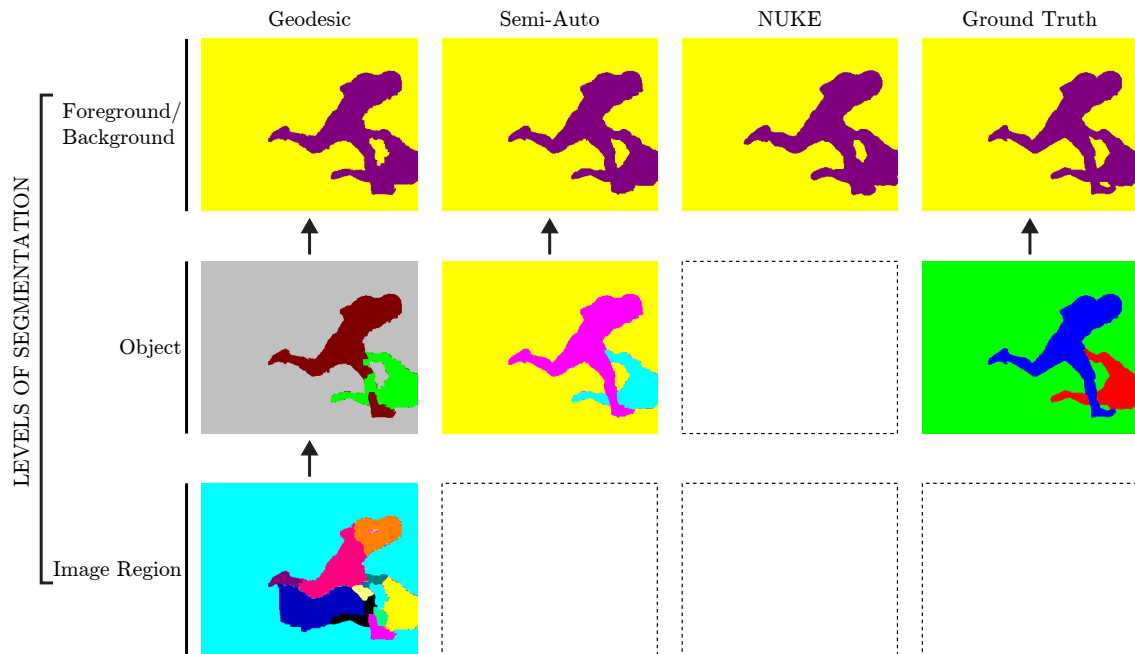 Geodesic
Semi-Auto
NUKE
Ground Truth
LEVELS OF SEGMENTATION
Foreground/
Background
Object
Image Region